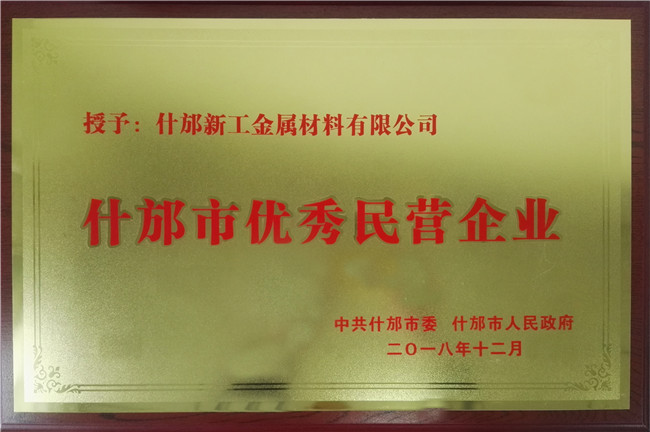 授予：什邡新工金属材料有限公司
什邡市优秀民营企业
中共什邡市委 什邡市人民政府
二〇一八年十二月